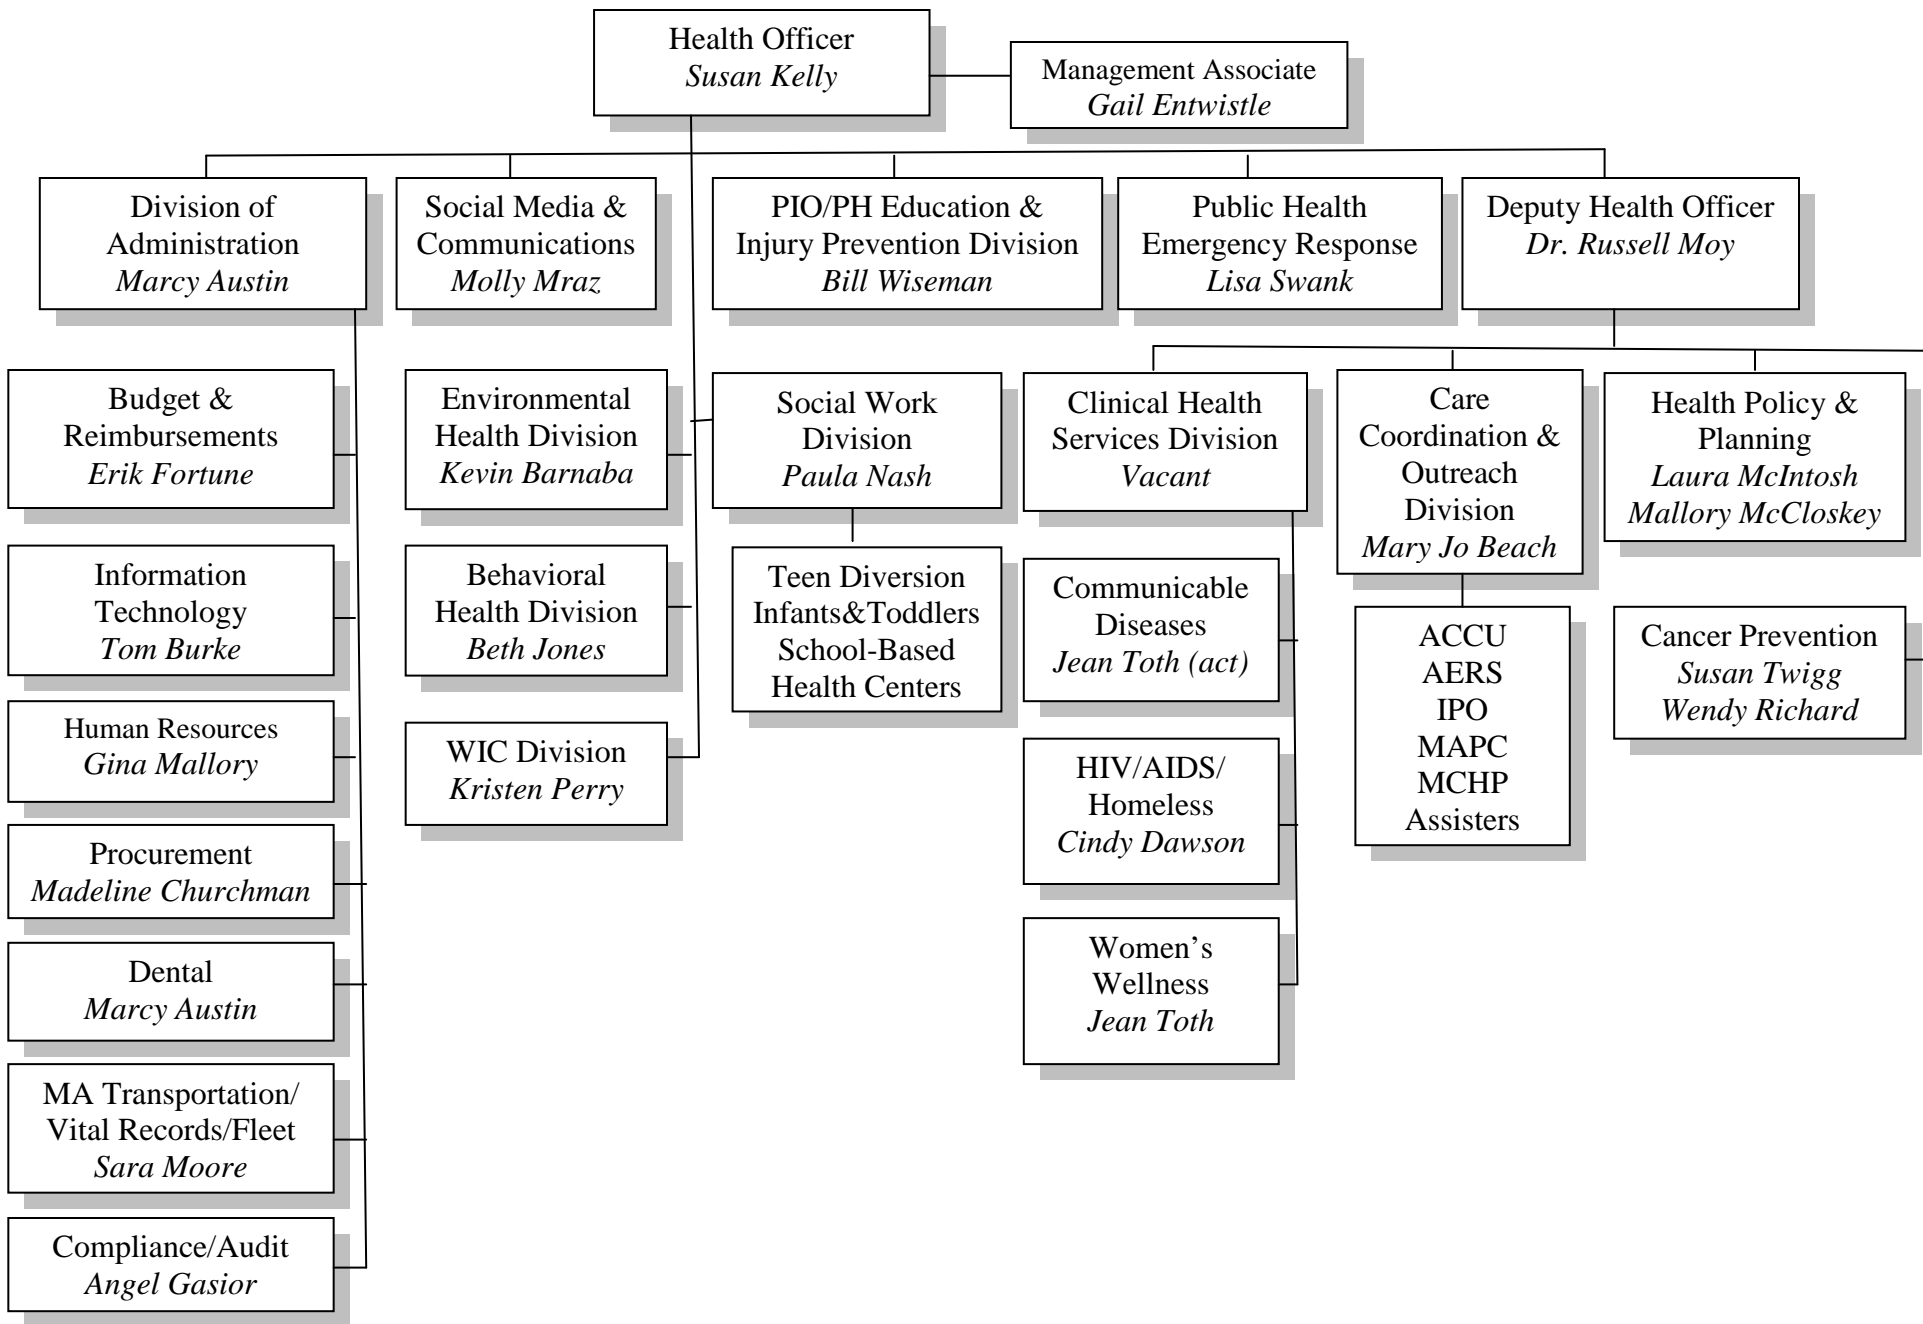 Health Officer
Susan Kelly
Management Associate
Gail Entwistle
Division of
Administration
Marcy Austin
Social Media &
Communications
Molly Mraz
PIO/PH Education &
Injury Prevention Division
Bill Wiseman
Public Health
Emergency Response
Lisa Swank
Deputy Health Officer
Dr. Russell Moy
Budget &
Reimbursements
Erik Fortune
Environmental
Health Division
Kevin Barnaba
Social Work
Division
Paula Nash
Clinical Health
Services Division
Vacant
Care
Coordination &
Outreach
Division
Mary Jo Beach
Health Policy &
Planning
Laura McIntosh
Mallory McCloskey
Information
Technology
Tom Burke
Behavioral
Health Division
Beth Jones
Teen Diversion
Infants&Toddlers
School-Based
Health Centers
Communicable
Diseases
Jean Toth (act)
ACCU
AERS
IPO
MAPC
MCHP
Assisters
Cancer Prevention
Susan Twigg
Wendy Richard
Human Resources
Gina Mallory
WIC Division
Kristen Perry
HIV/AIDS/
Homeless
Cindy Dawson
Procurement
Madeline Churchman
Dental
Marcy Austin
Women’s
Wellness
Jean Toth
MA Transportation/
Vital Records/Fleet
Sara Moore
Compliance/Audit
Angel Gasior